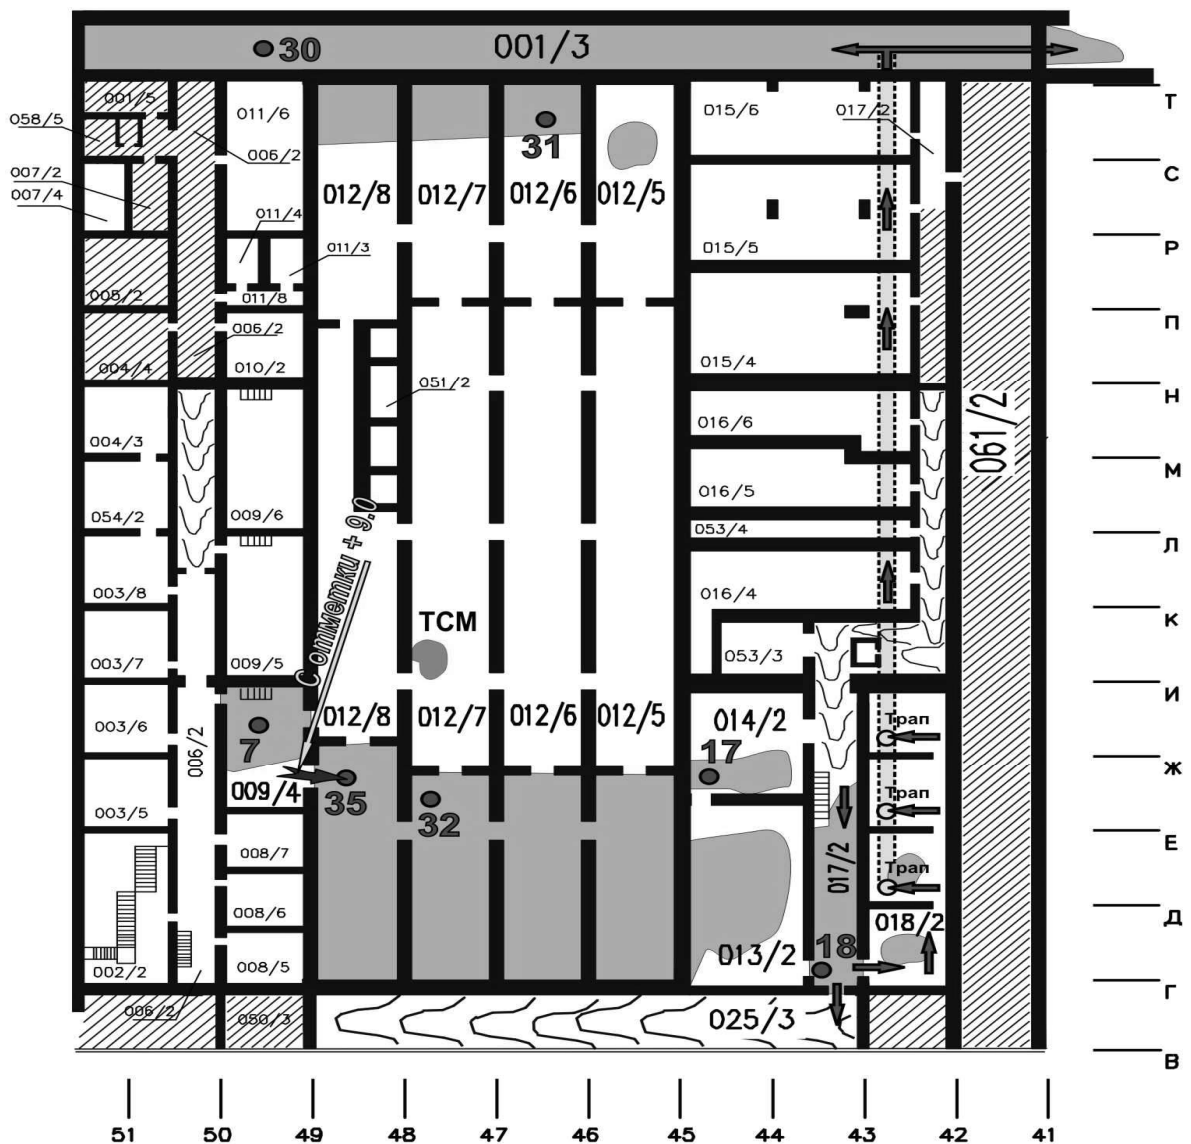 30 001/3
001/5 011/6 015/6 017/2 Т
058/5 31
006/2
007/2 012/8 012/7 012/6 012/5 С
007/4
011/4
011/3 015/5 Р
005/2 011/8
006/2 П
004/4 010/2 051/2 015/4
Н
016/6 061/2
004/3
М
016/5
054/2 009/6 С отметки + 9.0 053/4
Л
003/8 016/4
ТСМ К
003/7 009/5 053/3
И
003/6 006/2 7 012/8 012/7 012/6 012/5 014/2 Трап
17
009/4 Ж
003/5 35 32 Трап
Е
008/7 017/2
Трап
008/6 Д
018/2
002/2 008/5 013/2 18
Г
006/2 050/3 025/3
В
51 50 49 48 47 46 45 44 43 42 41